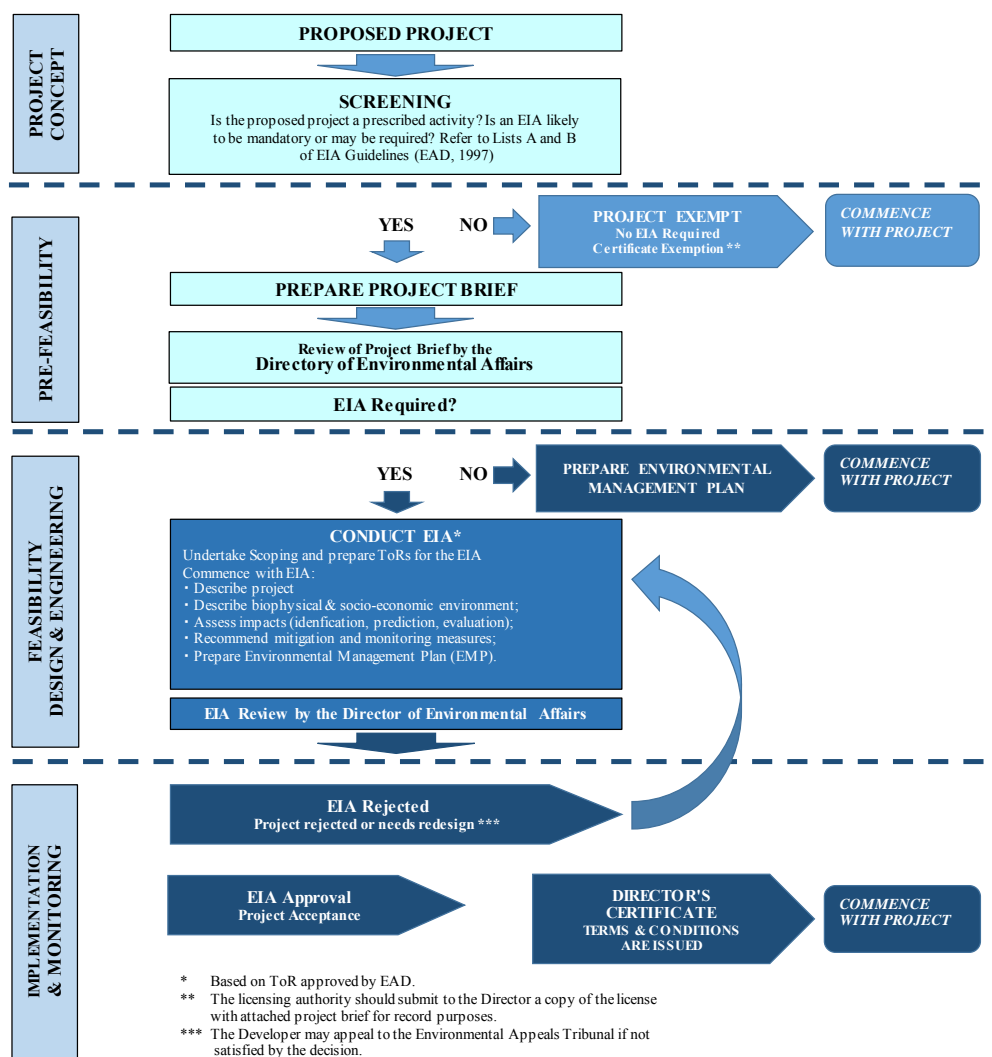 PROJECT
CONCEPT
PROPOSED PROJECT
SCREENING
Is the proposed project a prescribed activity? Is an EIA likely
to be mandatory or may be required? Refer to Lists A and B
of EIA Guidelines (EAD, 1997)
PRE-FEASIBILITY
YES
NO
PROJECT EXEMPT
No EIA Required
Certificate Exemption **
COMMENCE
WITH PROJECT
PREPARE PROJECT BRIEF
Review of Project Brief by the
Directory of Environmental Affairs
EIA Required?
FEASIBILITY
DESIGN & ENGINEERING
YES
NO
PREPARE ENVIRONMENTAL
MANAGEMENT PLAN
COMMENCE
WITH PROJECT
CONDUCT EIA*
Undertake Scoping and prepare ToRs for the EIA
Commence with EIA:
・Describe project
・Describe biophysical & socio-economic environment;
・Assess impacts (idenfication, prediction, evaluation);
・Recommend mitigation and monitoring measures;
・Prepare Environmental Management Plan (EMP).
EIA Review by the Director of Environmental Affairs
IMPLEMENTATION
& MONITORING
EIA Rejected
Project rejected or needs redesign ***
EIA Approval
Project Acceptance
DIRECTOR'S
CERTIFICATE
TERMS & CONDITIONS
ARE ISSUED
COMMENCE
WITH PROJECT
* Based on ToR approved by EAD.
** The licensing authority should submit to the Director a copy of the license
with attached project brief for record purposes.
*** The Developer may appeal to the Environmental Appeals Tribunal if not
satisfied by the decision.